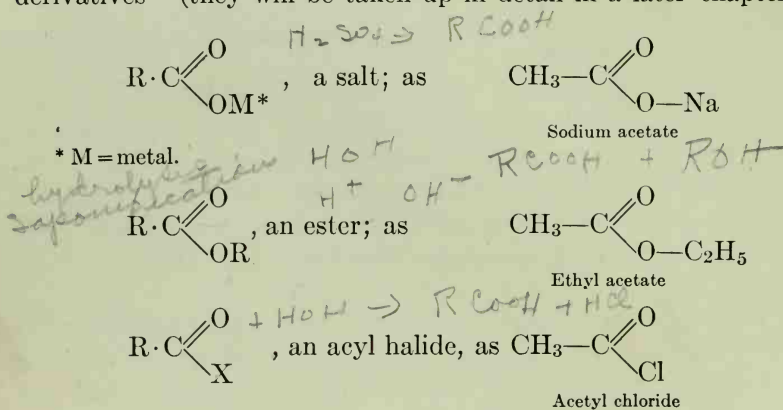 derivatives (they will be taken up in detail in a later chapter
H2SO4 → R COOH
R·C O OM* , a salt; as CH3—C O O—Na
Sodium acetate
* M = metal.
hydrolysis HOH
saponification H+ OH− RCOOH + ROH
R·C O OR , an ester; as CH3—C O O—C2H5
Ethyl acetate
+ HOH → R COOH + HCl
R·C O X , an acyl halide, as CH3—C O Cl
Acetyl chloride